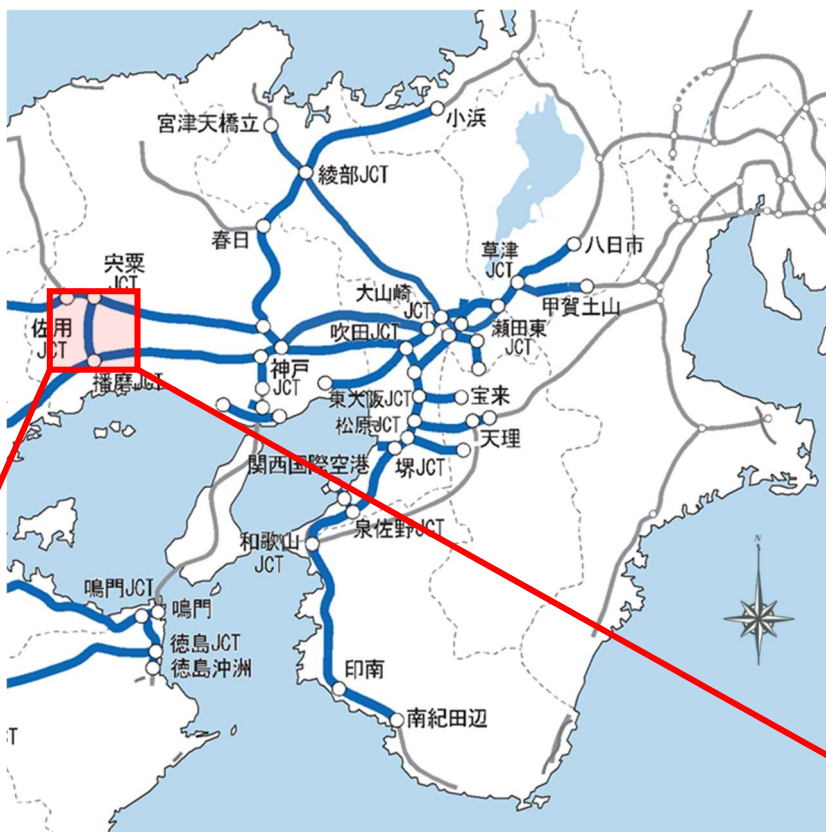 小浜
宮津天橋立
綾部JCT
春日
宍粟
JCT
佐用
JCT
播磨JCT
大山崎
JCT
吹田JCT
神戸
JCT
草津
JCT
八日市
甲賀土山
瀬田東
JCT
東大阪JCT
宝来
松原JCT
天理
関西国際空港
堺JCT
泉佐野JCT
和歌山
JCT
鳴門JCT
鳴門
徳島JCT
徳島沖洲
印南
南紀田辺
N